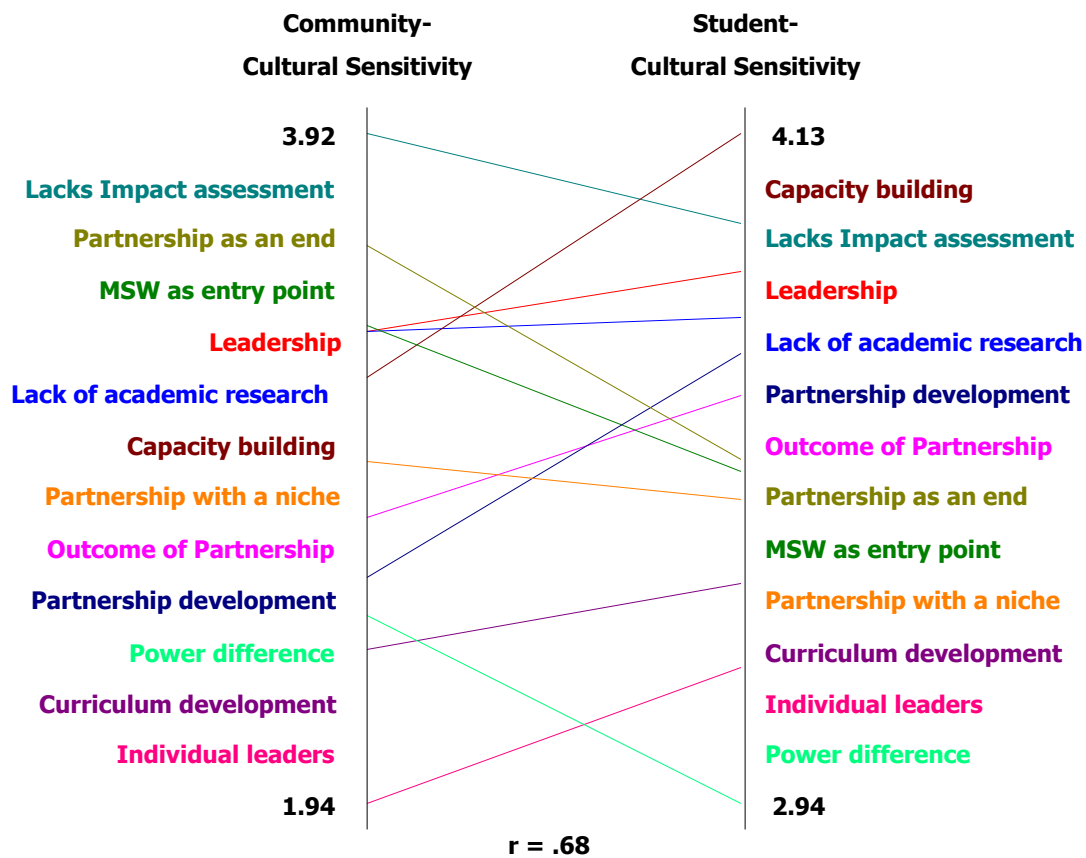 Community-
Cultural Sensitivity
Student-
Cultural Sensitivity
3.92
Lacks Impact assessment
Partnership as an end
MSW as entry point
Leadership
Lack of academic research
Capacity building
Partnership with a niche
Outcome of Partnership
Partnership development
Power difference
Curriculum development
Individual leaders
1.94
4.13
Capacity building
Lacks Impact assessment
Leadership
Lack of academic research
Partnership development
Outcome of Partnership
Partnership as an end
MSW as entry point
Partnership with a niche
Curriculum development
Individual leaders
Power difference
2.94
r = .68